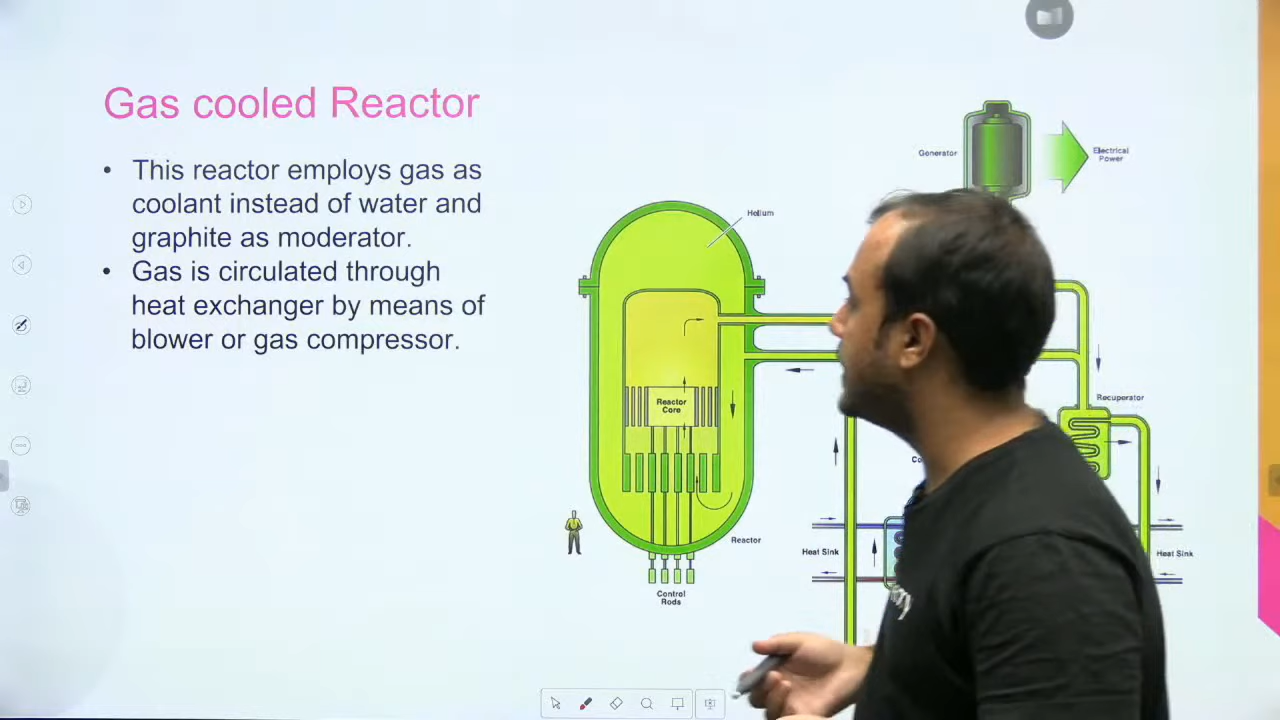 Gas cooled Reactor
• This reactor employs gas as
coolant instead of water and
graphite as moderator.
• Gas is circulated through
heat exchanger by means of
blower or gas compressor.
Generator
Electrical
Power
Helium
Reactor
Core
Recuperator
Reactor
Heat Sink
Heat Sink
Control
Rods